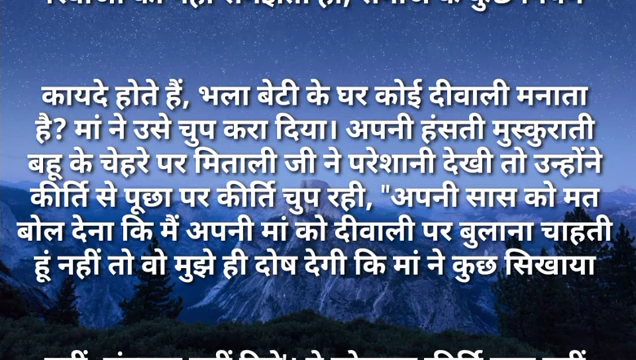 कायदे होते हैं, भला बेटी के घर कोई दीवाली मनाता
है? मां ने उसे चुप करा दिया। अपनी हंसती मुस्कुराती
बहू के चेहरे पर मिताली जी ने परेशानी देखी तो उन्होंने
कीर्ति से पूछा पर कीर्ति चुप रही, "अपनी सास को मत
बोल देना कि मैं अपनी मां को दीवाली पर बुलाना चाहती
हूं नहीं तो वो मुझे ही दोष देगी कि मां ने कुछ सिखाया